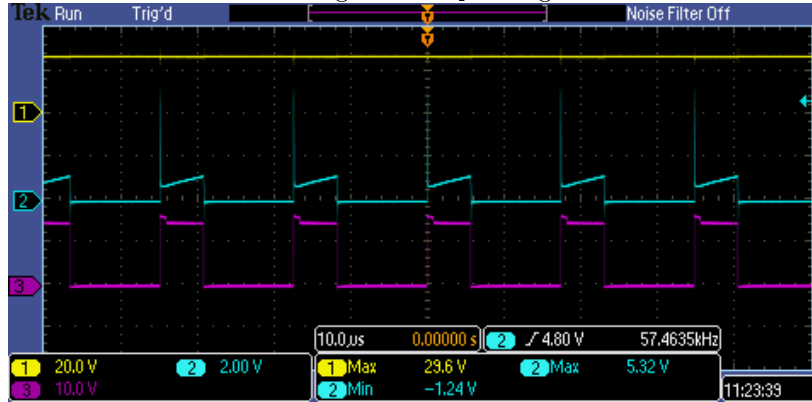 Tek Run Trig'd Noise Filter Off
T
T
1
2
3
10.0µs 0.00000 s 2 ƒ 4.80 V 57.4635kHz
1 20.0 V 2 2.00 V 1 Max 29.6 V 2 Max 5.32 V
3 10.0 V 2 Min −1.24 V 11:23:39